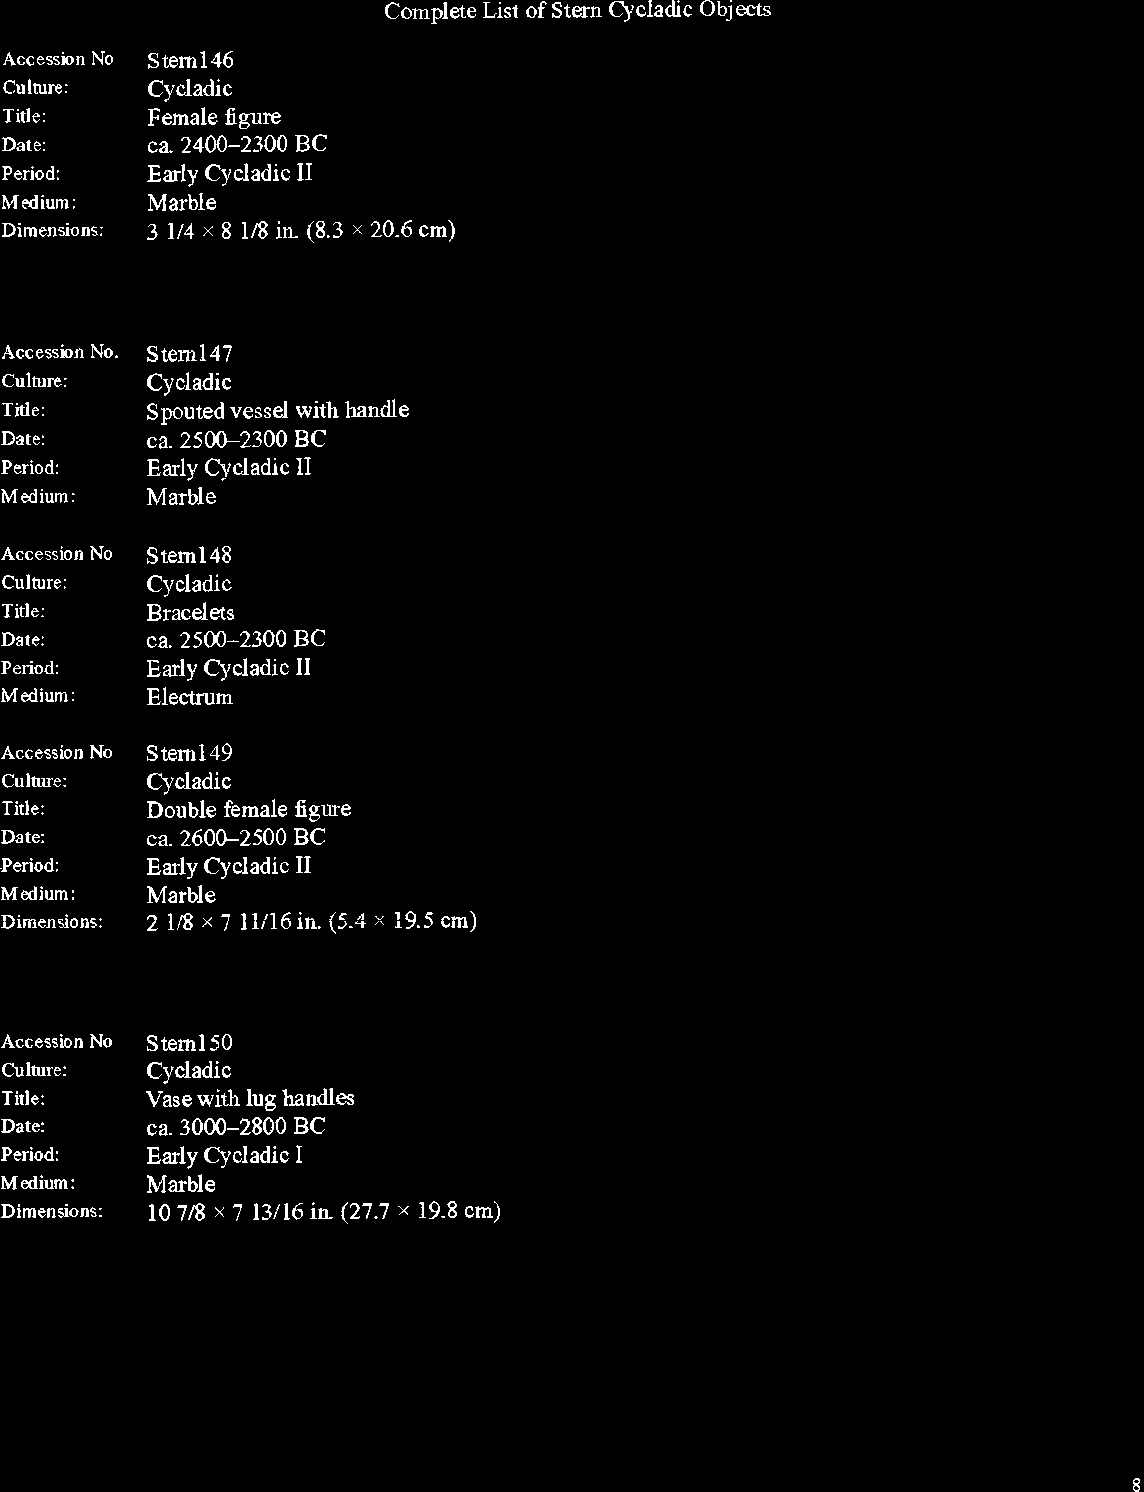 Complete List of Stern Cycladic Objects
Accession No Stern146
Culture: Cycladic
Title: Female figure
Date: ca. 2400–2300 BC
Period: Early Cycladic II
Medium: Marble
Dimensions: 3 1/4 × 8 1/8 in. (8.3 × 20.6 cm)
Accession No. Stern147
Culture: Cycladic
Title: Spouted vessel with handle
Date: ca. 2500–2300 BC
Period: Early Cycladic II
Medium: Marble
Accession No Stern148
Culture: Cycladic
Title: Bracelets
Date: ca. 2500–2300 BC
Period: Early Cycladic II
Medium: Electrum
Accession No Stern149
Culture: Cycladic
Title: Double female figure
Date: ca. 2600–2500 BC
Period: Early Cycladic II
Medium: Marble
Dimensions: 2 1/8 × 7 11/16 in. (5.4 × 19.5 cm)
Accession No Stern150
Culture: Cycladic
Title: Vase with lug handles
Date: ca. 3000–2800 BC
Period: Early Cycladic I
Medium: Marble
Dimensions: 10 7/8 × 7 13/16 in. (27.7 × 19.8 cm)
8